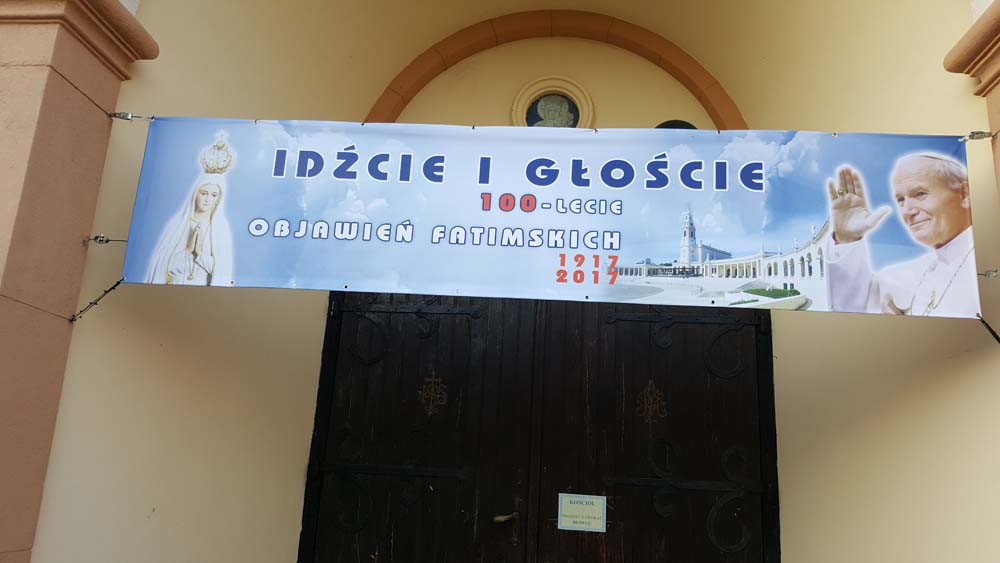 IDŹCIE I GŁOŚCIE
100-LECIE
OBJAWIEŃ FATIMSKICH
1917
2017
KOŚCIÓŁ